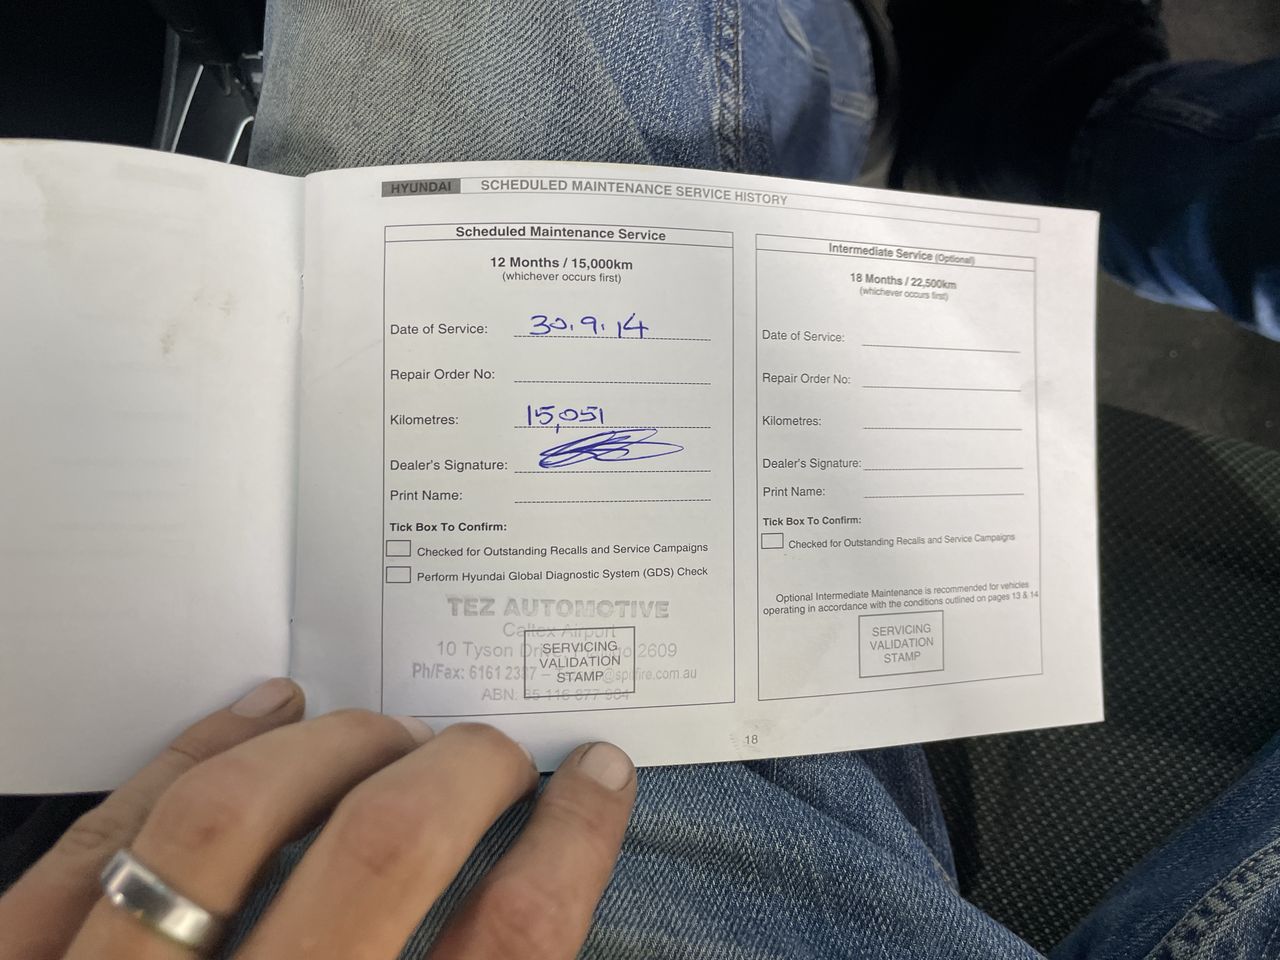 HYUNDAI SCHEDULED MAINTENANCE SERVICE HISTORY
Scheduled Maintenance Service
12 Months / 15,000km
(whichever occurs first)
Date of Service: 30.9.14
Repair Order No:
Kilometres: 15,051
Dealer's Signature:
Print Name:
Tick Box To Confirm:
Checked for Outstanding Recalls and Service Campaigns
Perform Hyundai Global Diagnostic System (GDS) Check
TEZ AUTOMOTIVE
Caltex Airport
10 Tyson 2609
Ph/Fax: 6161
ABN:
SERVICING
VALIDATION
STAMP
Intermediate Service (Optional)
18 Months / 22,500km
(whichever occurs first)
Date of Service:
Repair Order No:
Kilometres:
Dealer's Signature:
Print Name:
Tick Box To Confirm:
Checked for Outstanding Recalls and Service Campaigns
Optional Intermediate Maintenance is recommended for vehicles
operating in accordance with the conditions outlined on pages 13 & 14
SERVICING
VALIDATION
STAMP
18